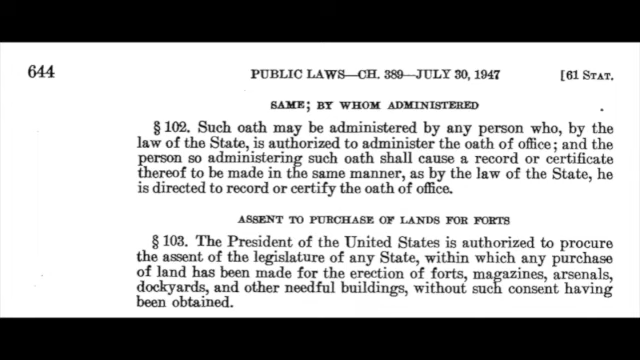 644 PUBLIC LAWS—CH. 389—JULY 30, 1947 [61 STAT.
SAME; BY WHOM ADMINISTERED
§ 102. Such oath may be administered by any person who, by the
law of the State, is authorized to administer the oath of office; and the
person so administering such oath shall cause a record or certificate
thereof to be made in the same manner, as by the law of the State, he
is directed to record or certify the oath of office.
ASSENT TO PURCHASE OF LANDS FOR FORTS
§ 103. The President of the United States is authorized to procure
the assent of the legislature of any State, within which any purchase
of land has been made for the erection of forts, magazines, arsenals,
dockyards, and other needful buildings, without such consent having
been obtained.